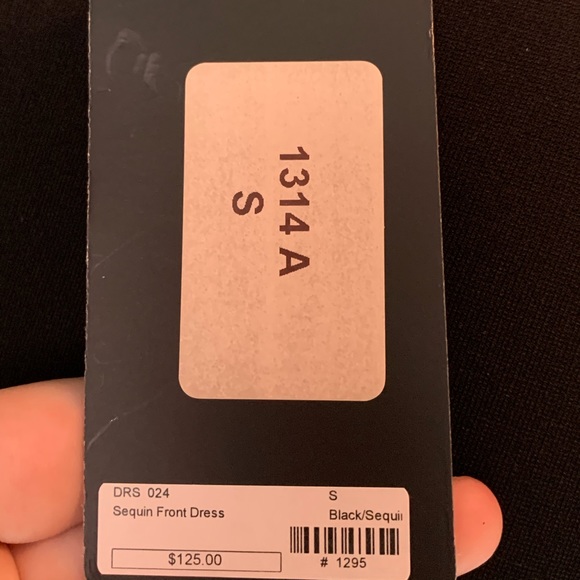 1314 A
S
DRS 024
S
Sequin Front Dress
Black/Sequi
$125.00
# 1295